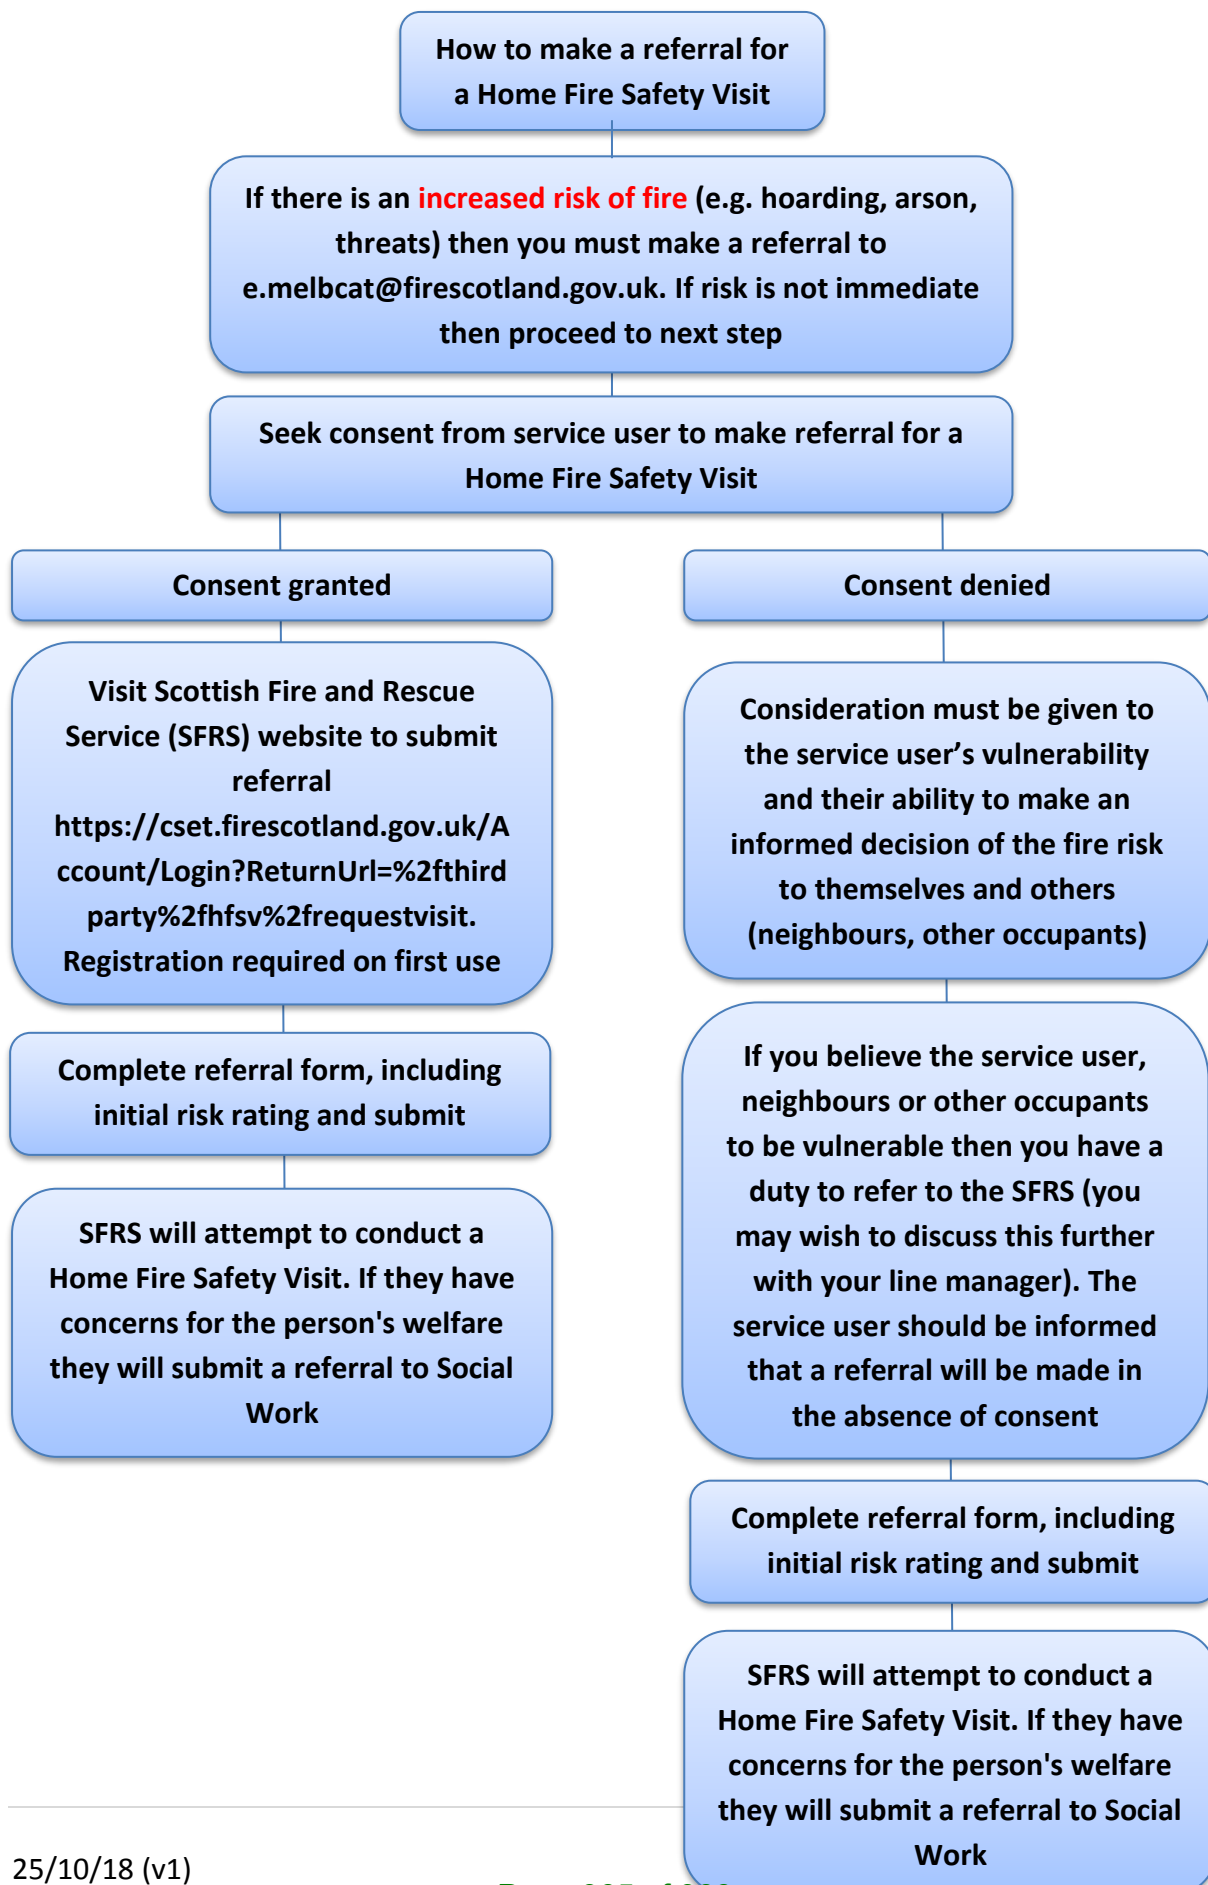 How to make a referral for
a Home Fire Safety Visit
If there is an increased risk of fire (e.g. hoarding, arson,
threats) then you must make a referral to
e.melbcat@firescotland.gov.uk. If risk is not immediate
then proceed to next step
Seek consent from service user to make referral for a
Home Fire Safety Visit
Consent granted
Visit Scottish Fire and Rescue
Service (SFRS) website to submit
referral
https://cset.firescotland.gov.uk/A
ccount/Login?ReturnUrl=%2fthird
party%2fhfsv%2frequestvisit.
Registration required on first use
Complete referral form, including
initial risk rating and submit
SFRS will attempt to conduct a
Home Fire Safety Visit. If they have
concerns for the person's welfare
they will submit a referral to Social
Work
Consent denied
Consideration must be given to
the service user’s vulnerability
and their ability to make an
informed decision of the fire risk
to themselves and others
(neighbours, other occupants)
If you believe the service user,
neighbours or other occupants
to be vulnerable then you have a
duty to refer to the SFRS (you
may wish to discuss this further
with your line manager). The
service user should be informed
that a referral will be made in
the absence of consent
Complete referral form, including
initial risk rating and submit
SFRS will attempt to conduct a
Home Fire Safety Visit. If they have
concerns for the person's welfare
they will submit a referral to Social
Work
25/10/18 (v1)